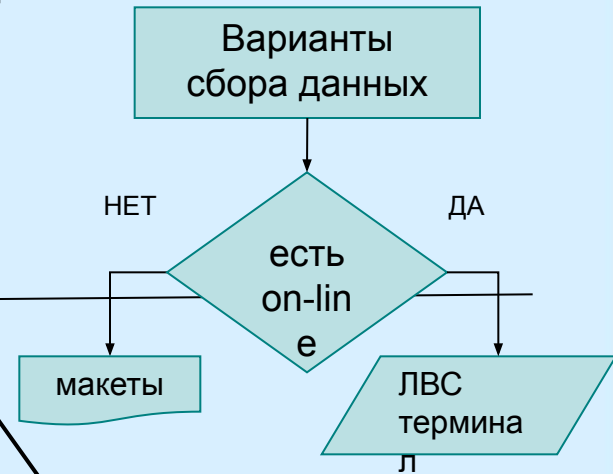 Варианты
сбора данных
НЕТ
ДА
есть
on-lin
e
макеты
ЛВС
термина
л